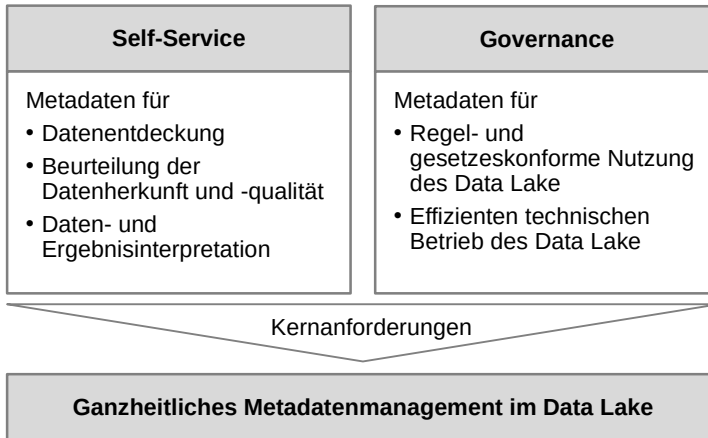 Self-Service
Metadaten für
• Datenentdeckung
• Beurteilung der
Datenherkunft und -qualität
• Daten- und
Ergebnisinterpretation
Governance
Metadaten für
• Regel- und
gesetzeskonforme Nutzung
des Data Lake
• Effizienten technischen
Betrieb des Data Lake
Kernanforderungen
Ganzheitliches Metadatenmanagement im Data Lake